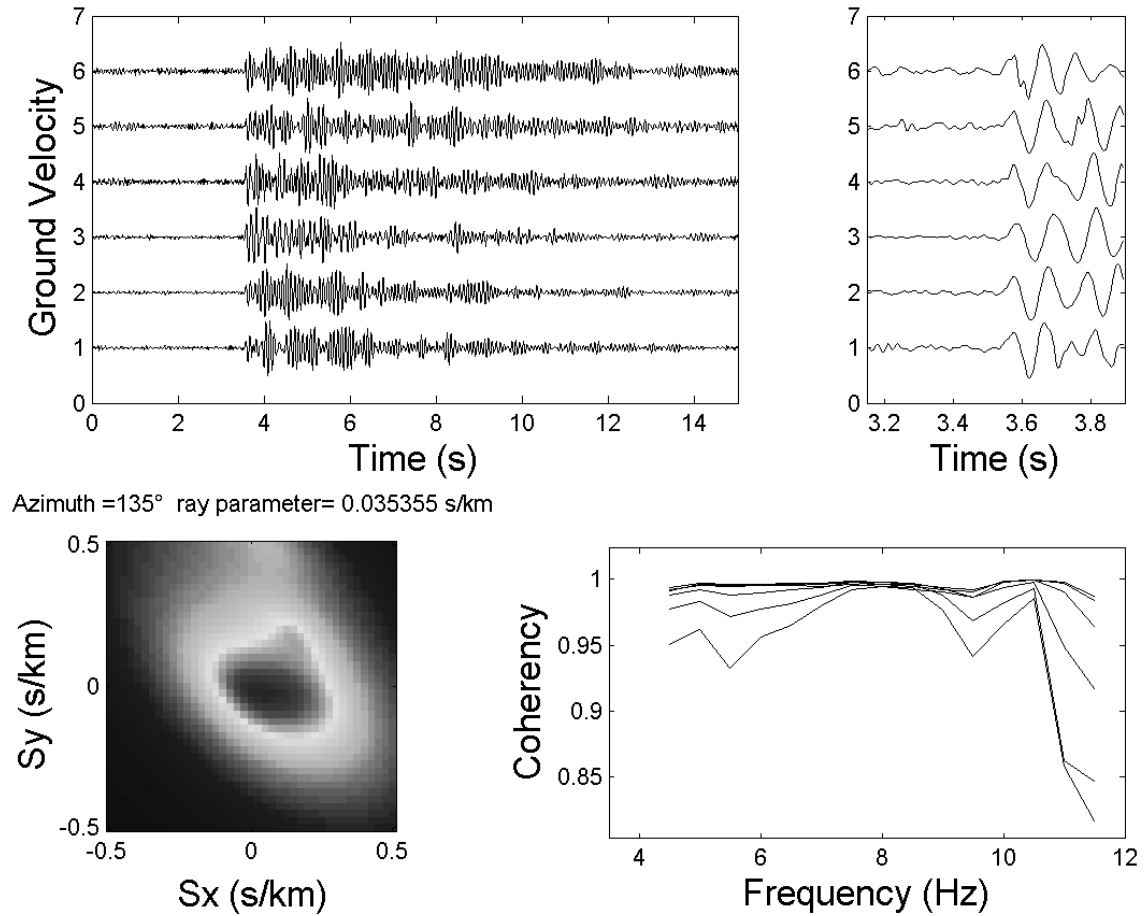 7
6
5
4
3
2
1
0
Ground Velocity
0 2 4 6 8 10 12 14
Time (s)
7
6
5
4
3
2
1
0
3.2 3.4 3.6 3.8
Time (s)
Azimuth =135° ray parameter= 0.035355 s/km
0.5
0
-0.5
Sy (s/km)
-0.5 0 0.5
Sx (s/km)
1
0.95
0.9
0.85
Coherency
4 6 8 10 12
Frequency (Hz)